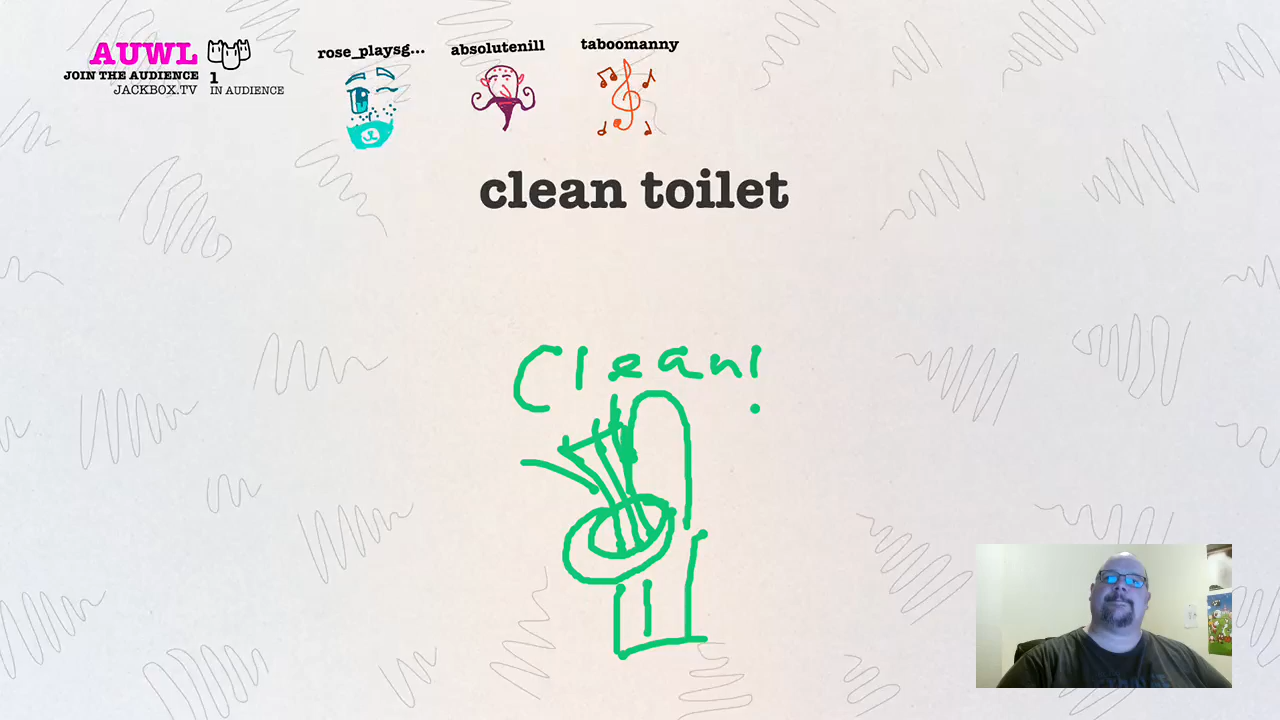 AUWL
JOIN THE AUDIENCE
JACKBOX.TV
1
IN AUDIENCE
rose_playsg...
absolutenill
taboomanny
clean toilet
Clean!